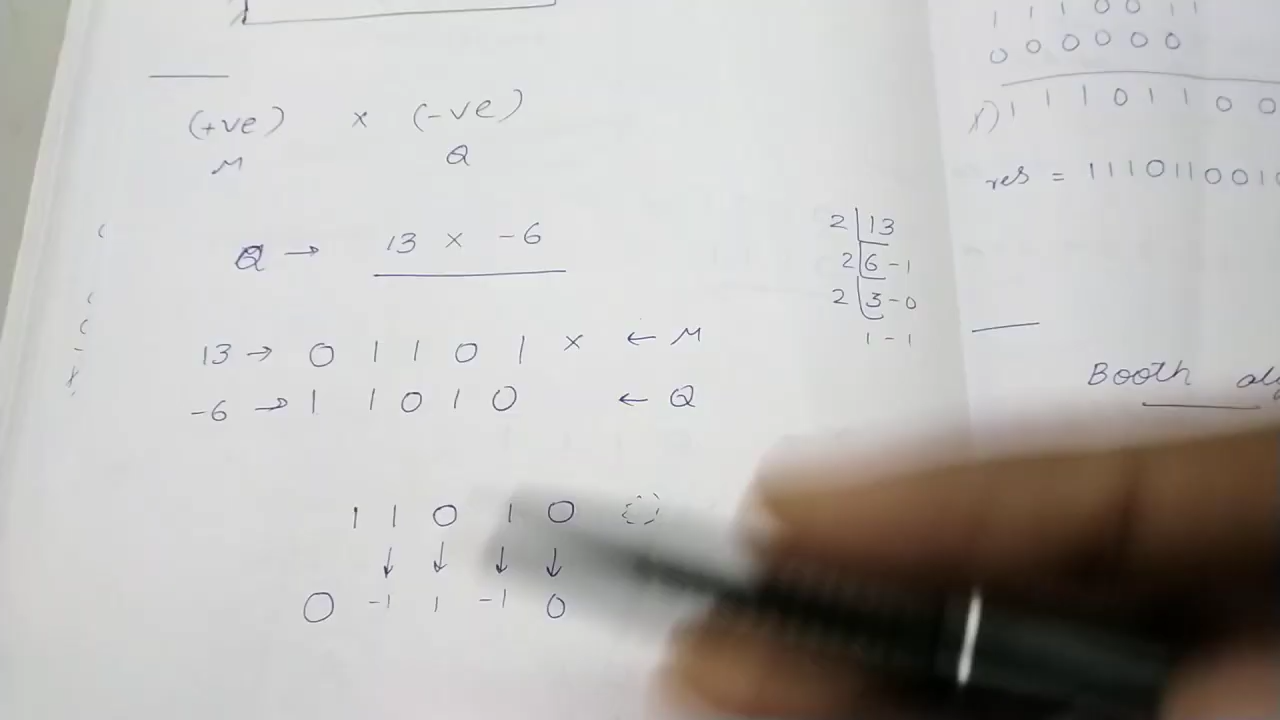 (+ve) × (-ve)
M Q
Q → 13 × -6
13 → 0 1 1 0 1 × ← M
-6 → 1 1 0 1 0 ← Q
1 1 0 1 0
↓ ↓ ↓ ↓
0 -1 1 -1 0
2 13
2 6 - 1
2 3 - 0
1 - 1
1 1 1 0 0 1 1
0 0 0 0 0 0
1) 1 1 1 0 1 1 0 0
res = 111011001
Booth